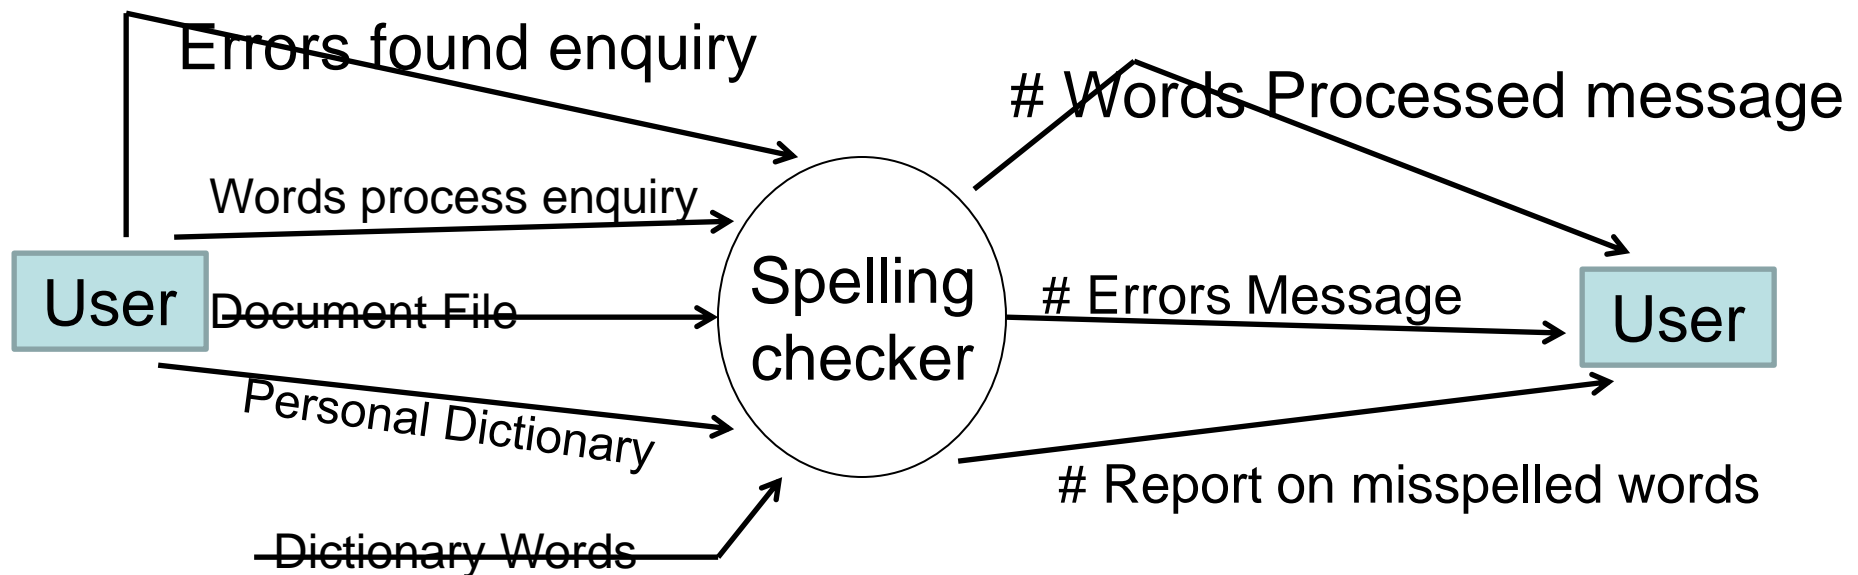 Errors found enquiry
# Words Processed message
Words process enquiry
User
Document File
Spelling
checker
# Errors Message
User
Personal Dictionary
# Report on misspelled words
Dictionary Words